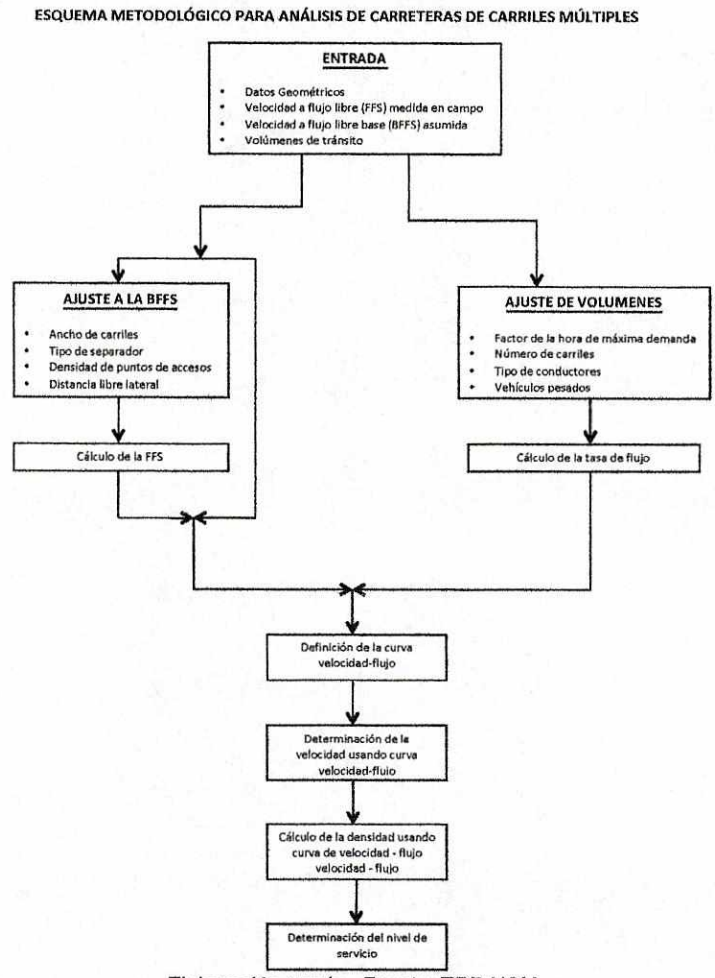 ESQUEMA METODOLÓGICO PARA ANÁLISIS DE CARRETERAS DE CARRILES MÚLTIPLES
ENTRADA
• Datos Geométricos
• Velocidad a flujo libre (FFS) medida en campo
• Velocidad a flujo libre base (BFFS) asumida
• Volúmenes de tránsito
AJUSTE A LA BFFS
• Ancho de carriles
• Tipo de separador
• Densidad de puntos de accesos
• Distancia libre lateral
Cálculo de la FFS
AJUSTE DE VOLUMENES
• Factor de la hora de máxima demanda
• Número de carriles
• Tipo de conductores
• Vehículos pesados
Cálculo de la tasa de flujo
Definición de la curva
velocidad-flujo
Determinación de la
velocidad usando curva
velocidad-fluio
Cálculo de la densidad usando
curva de velocidad - flujo
velocidad - flujo
Determinación del nivel de
servicio